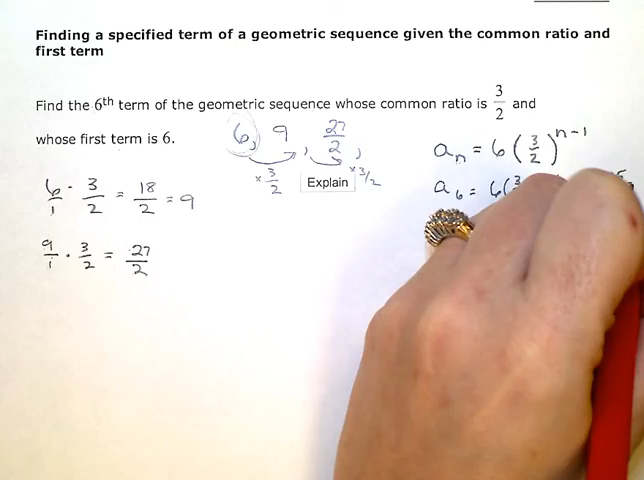 Finding a specified term of a geometric sequence given the common ratio and
first term
Find the 6th term of the geometric sequence whose common ratio is 3/2 and
whose first term is 6.
6, 9, 27/2,
× 3/2 × 3/2
Explain
6/1 · 3/2 = 18/2 = 9
9/1 · 3/2 = 27/2
aₙ = 6 (3/2)ⁿ⁻¹
a₆ = 6(3